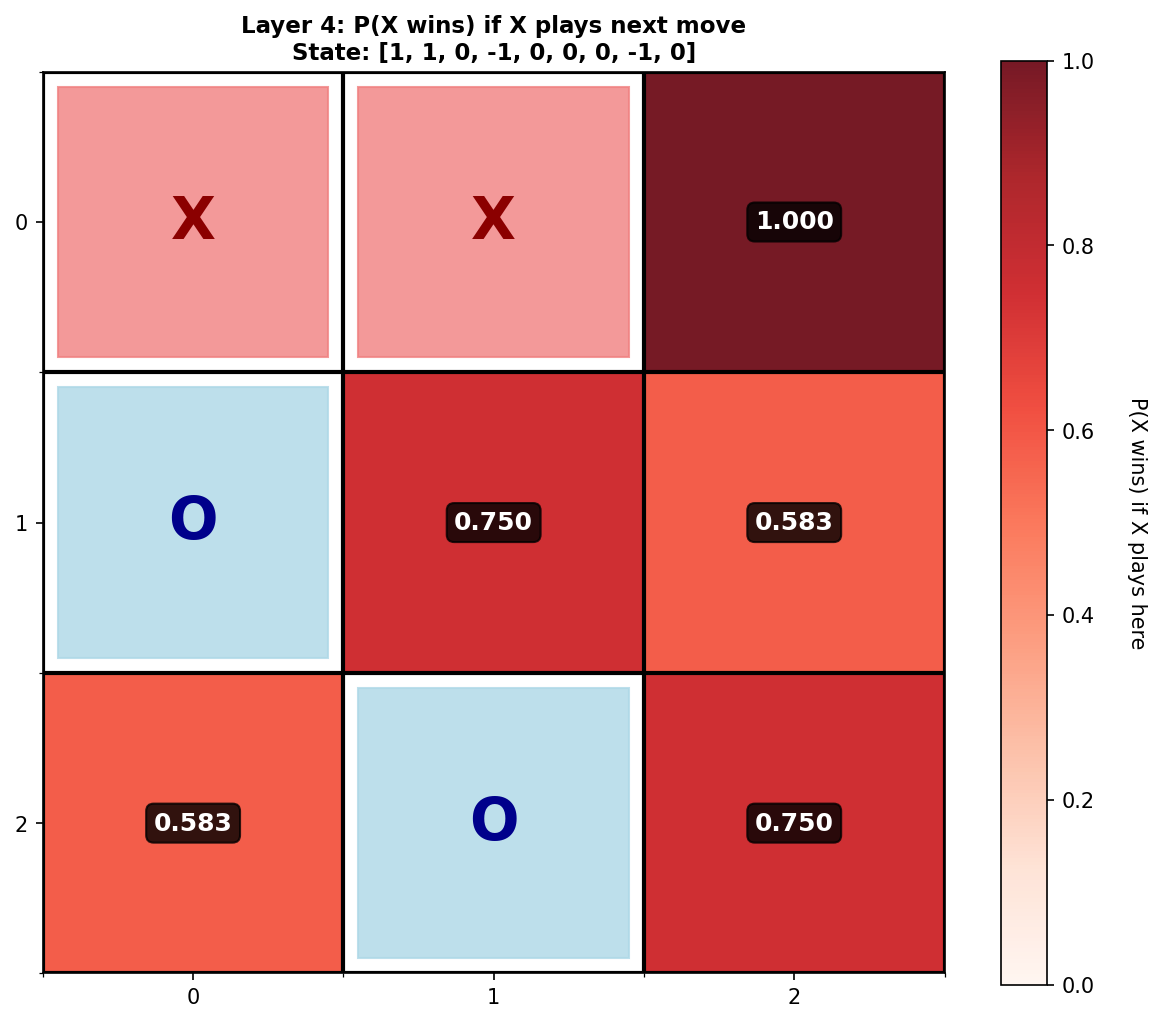 Layer 4: P(X wins) if X plays next move
State: [1, 1, 0, -1, 0, 0, 0, -1, 0]
X X 1.000
O 0.750 0.583
0.583 O 0.750
0
1
2
0 1 2
1.0
0.8
0.6
0.4
0.2
0.0
P(X wins) if X plays here